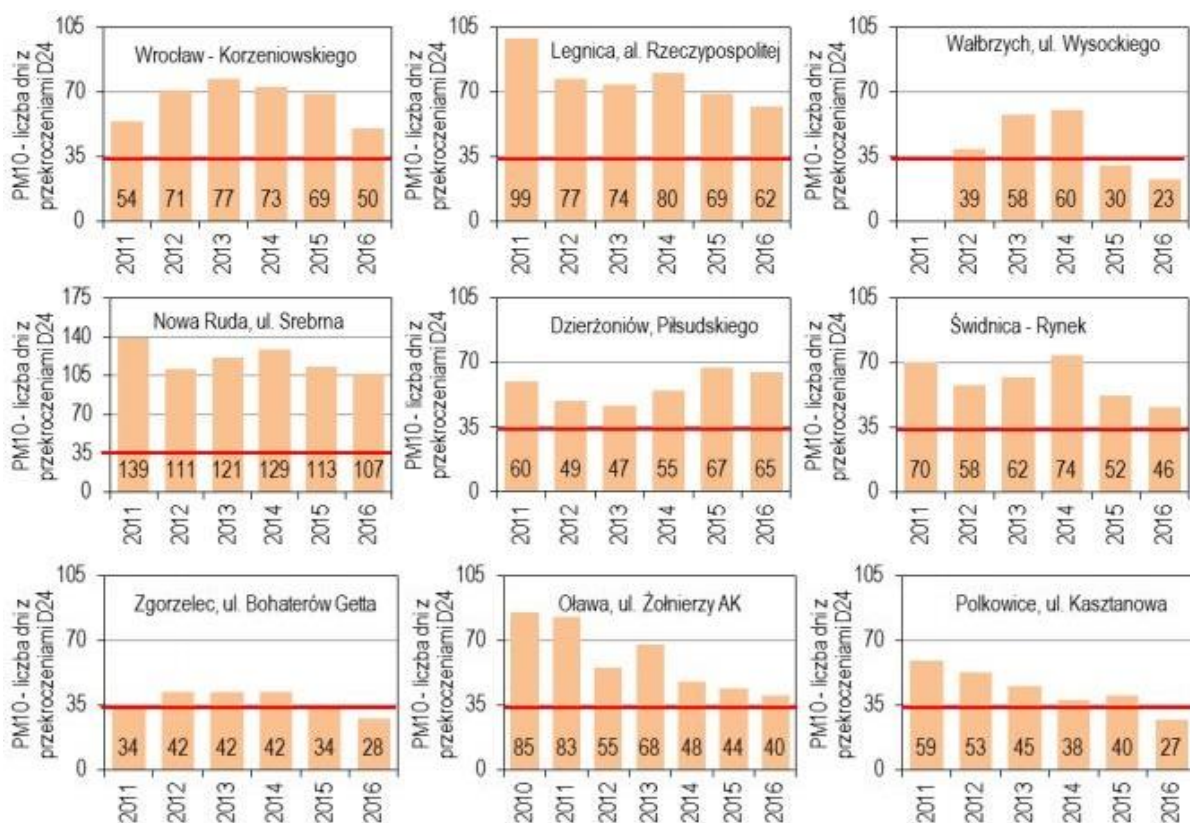 PM10 - liczba dni z
przekroczeniami D24
105
70
35
0
Wrocław - Korzeniowskiego
54 71 77 73 69 50
2011 2012 2013 2014 2015 2016
PM10 - liczba dni z
przekroczeniami D24
105
70
35
0
Legnica, al. Rzeczypospolitej
99 77 74 80 69 62
2011 2012 2013 2014 2015 2016
PM10 - liczba dni z
przekroczeniami D24
105
70
35
0
Wałbrzych, ul. Wysockiego
39 58 60 30 23
2011 2012 2013 2014 2015 2016
PM10 - liczba dni z
przekroczeniami D24
175
140
105
70
35
0
Nowa Ruda, ul. Srebrna
139 111 121 129 113 107
2011 2012 2013 2014 2015 2016
PM10 - liczba dni z
przekroczeniami D24
105
70
35
0
Dzierżoniów, Piłsudskiego
60 49 47 55 67 65
2011 2012 2013 2014 2015 2016
PM10 - liczba dni z
przekroczeniami D24
105
70
35
0
Świdnica - Rynek
70 58 62 74 52 46
2011 2012 2013 2014 2015 2016
PM10 - liczba dni z
przekroczeniami D24
105
70
35
0
Zgorzelec, ul. Bohaterów Getta
34 42 42 42 34 28
2011 2012 2013 2014 2015 2016
PM10 - liczba dni z
przekroczeniami D24
105
70
35
0
Oława, ul. Żołnierzy AK
85 83 55 68 48 44 40
2010 2011 2012 2013 2014 2015 2016
PM10 - liczba dni z
przekroczeniami D24
105
70
35
0
Polkowice, ul. Kasztanowa
59 53 45 38 40 27
2011 2012 2013 2014 2015 2016